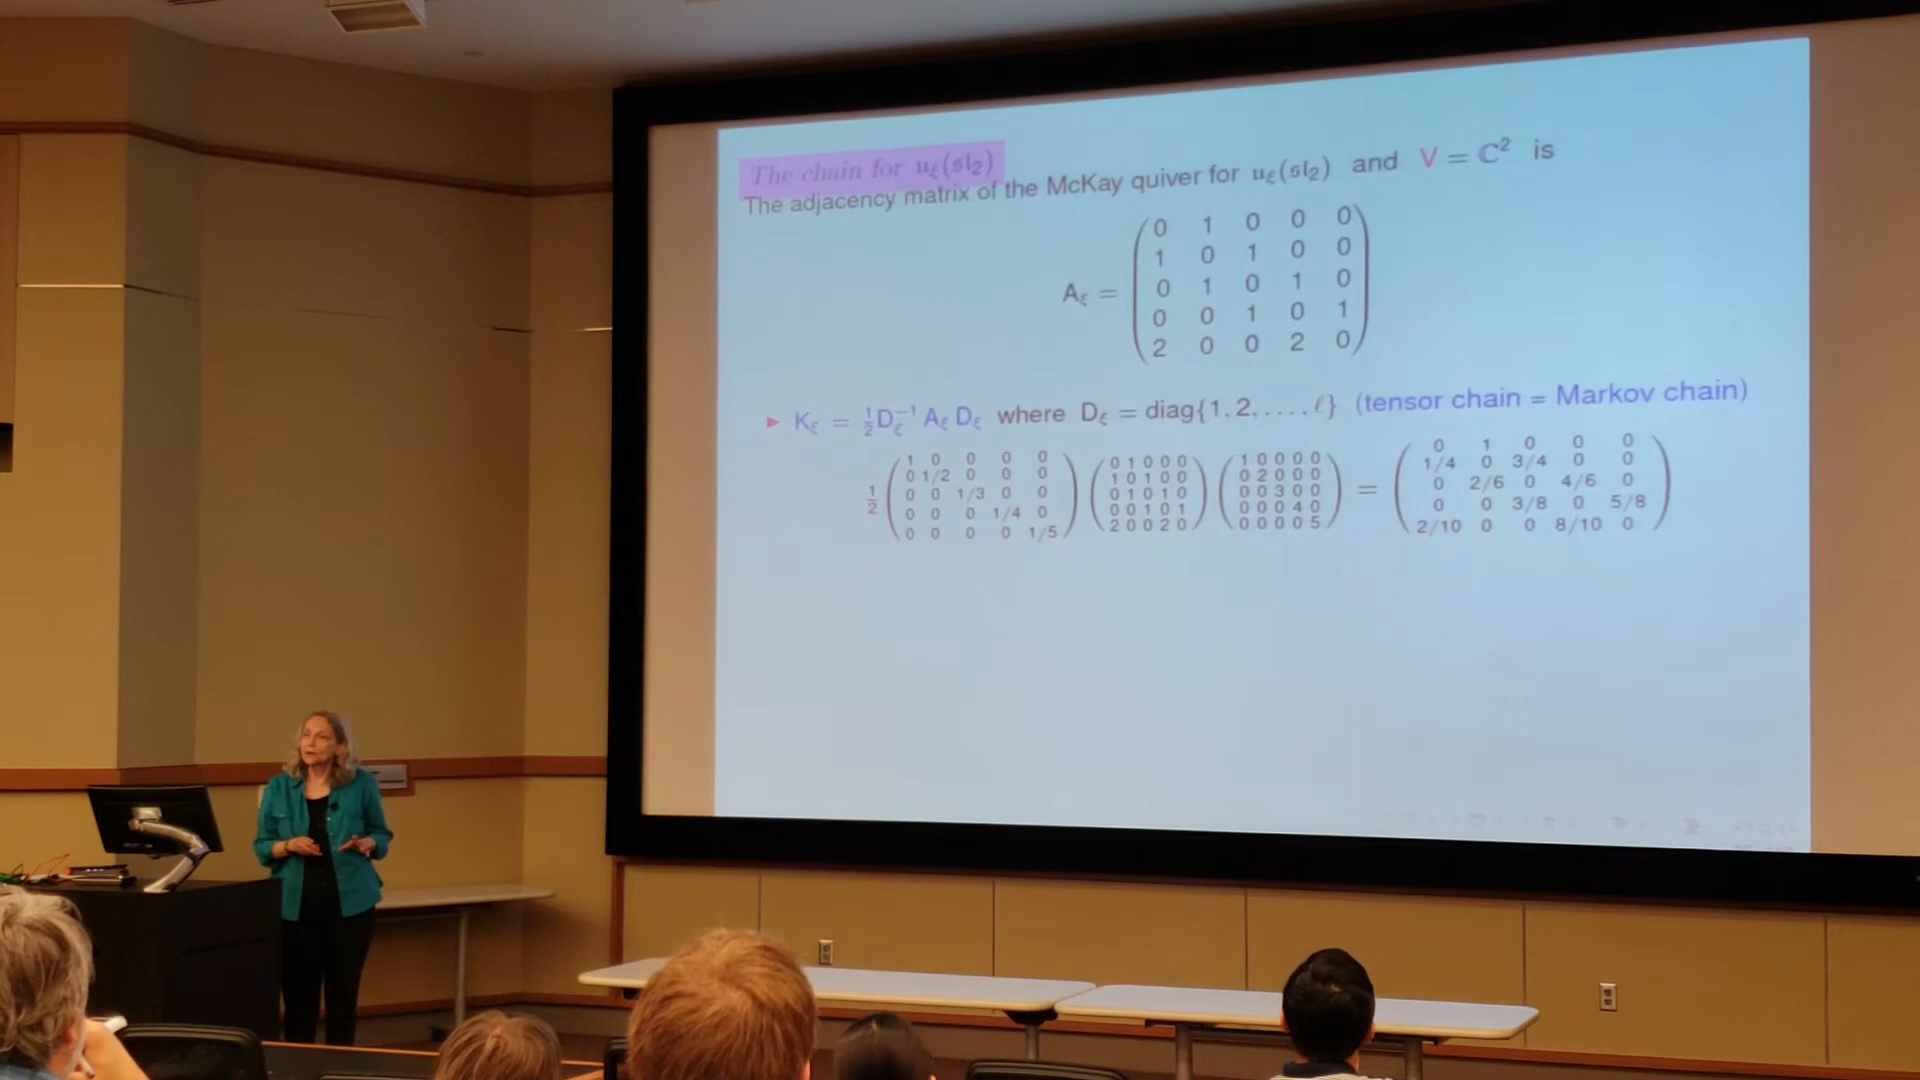 The chain for u_ξ(sl₂)
The adjacency matrix of the McKay quiver for u_ξ(sl₂) and V = ℂ² is
0 1 0 0 0
1 0 1 0 0
A_ξ = 0 1 0 1 0
0 0 1 0 1
2 0 0 2 0
► K_ξ = ½D_ξ⁻¹ A_ξ D_ξ where D_ξ = diag{1, 2, . . . , ℓ} (tensor chain = Markov chain)
1 0 0 0 0 0 1 0 0 0 1 0 0 0 0 0 1 0 0 0
0 1/2 0 0 0 1 0 1 0 0 0 2 0 0 0 1/4 0 3/4 0 0
½ 0 0 1/3 0 0 0 1 0 1 0 0 0 3 0 0 = 0 2/6 0 4/6 0
0 0 0 1/4 0 0 0 1 0 1 0 0 0 4 0 0 0 3/8 0 5/8
0 0 0 0 1/5 2 0 0 2 0 0 0 0 0 5 2/10 0 0 8/10 0